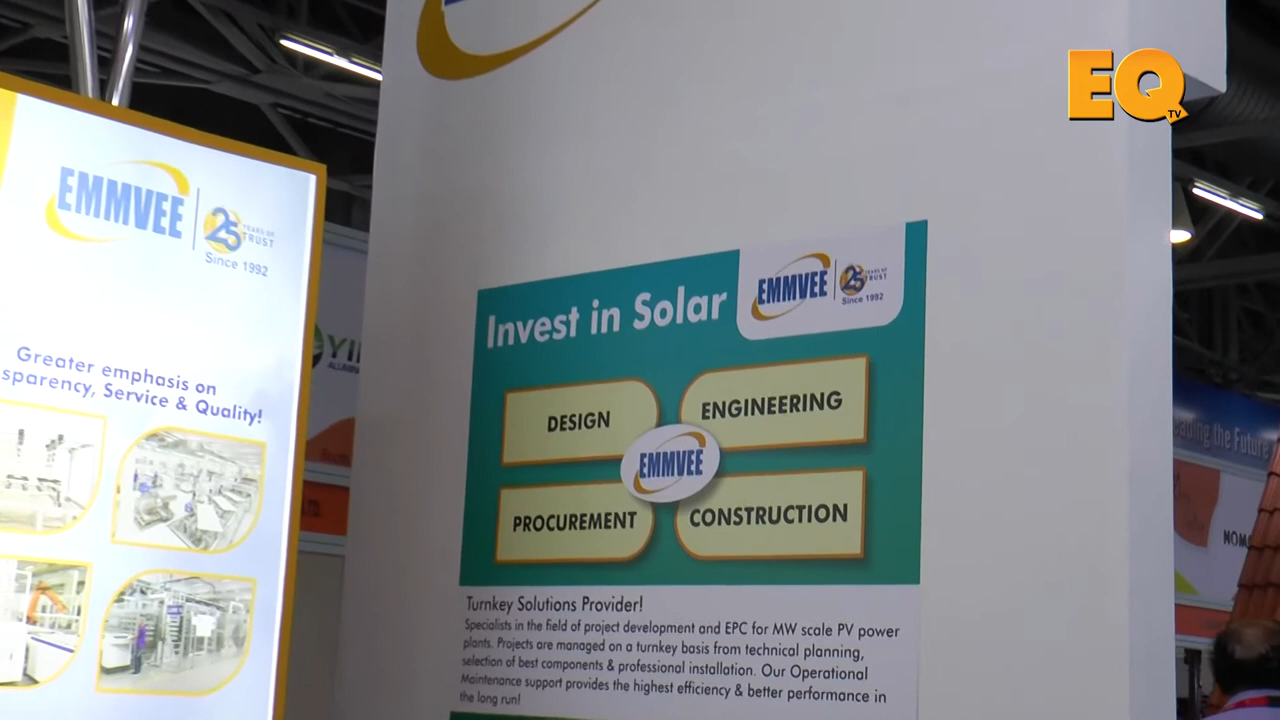 EQ
TV
EMMVEE
25
YEARS OF
TRUST
Since 1992
Greater emphasis on
sparency, Service & Quality!
Invest in Solar
EMMVEE
25
YEARS OF
TRUST
Since 1992
DESIGN
ENGINEERING
EMMVEE
PROCUREMENT
CONSTRUCTION
Turnkey Solutions Provider!
Specialists in the field of project development and EPC for MW scale PV power
plants. Projects are managed on a turnkey basis from technical planning,
selection of best components & professional installation. Our Operational
Maintenance support provides the highest efficiency & better performance in
the long run!
LTD.
eading the Future